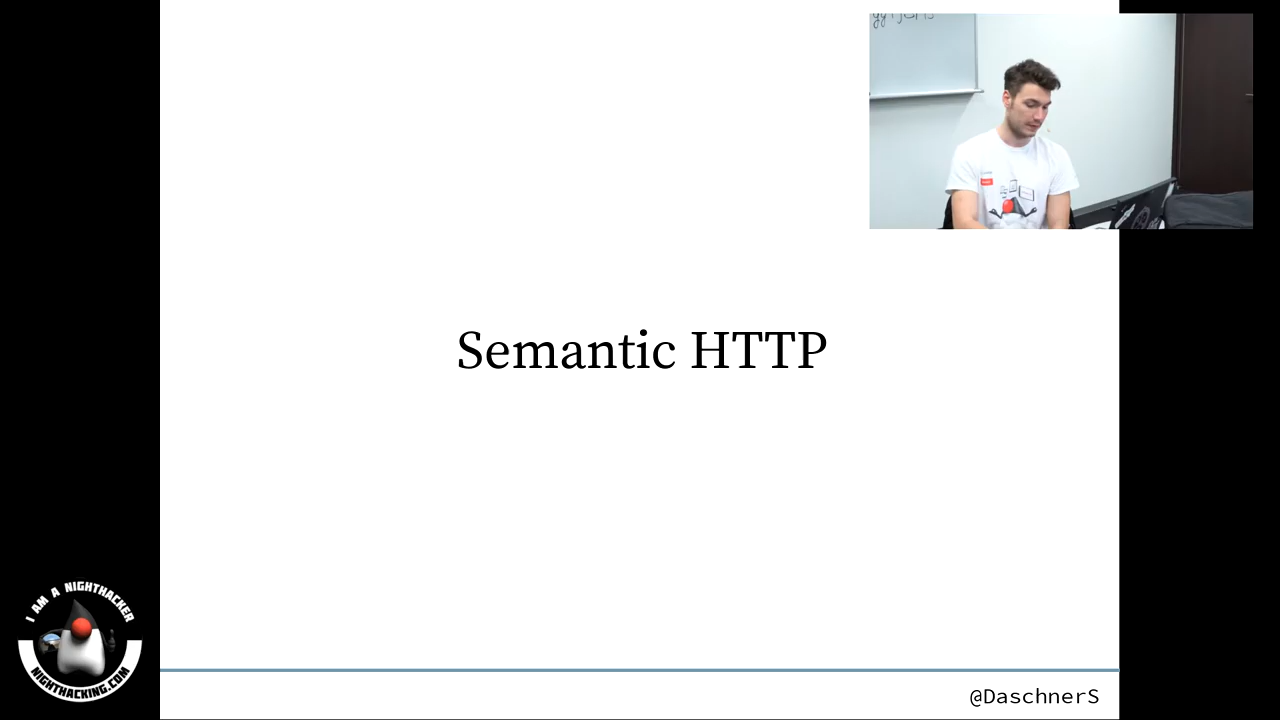 Semantic HTTP
I AM A NIGHTHACKER
NIGHTHACKING.COM
@DaschnerS